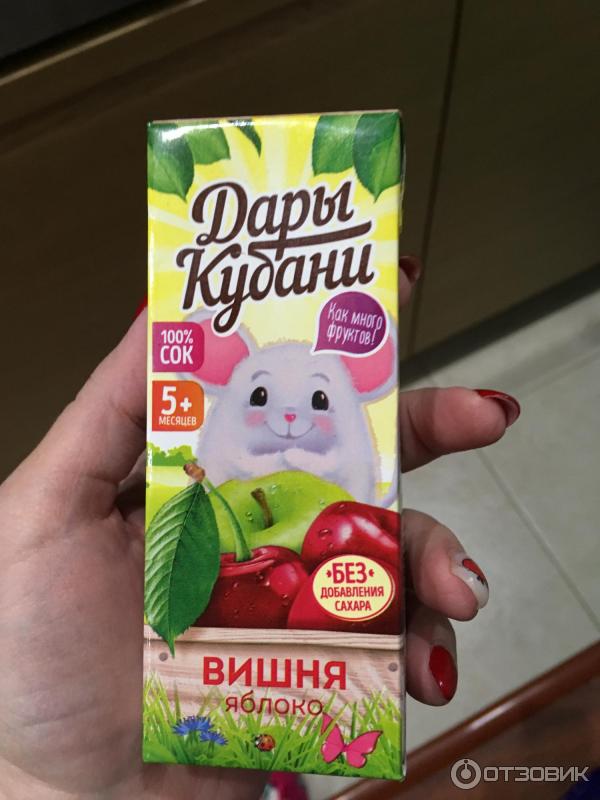 Дары
Кубани
Как много
фруктов!
100%
СОК
5+
МЕСЯЦЕВ
•БЕЗ•
ДОБАВЛЕНИЯ
САХАРА
ВИШНЯ
ЯБЛОКО
ОТЗОВИК